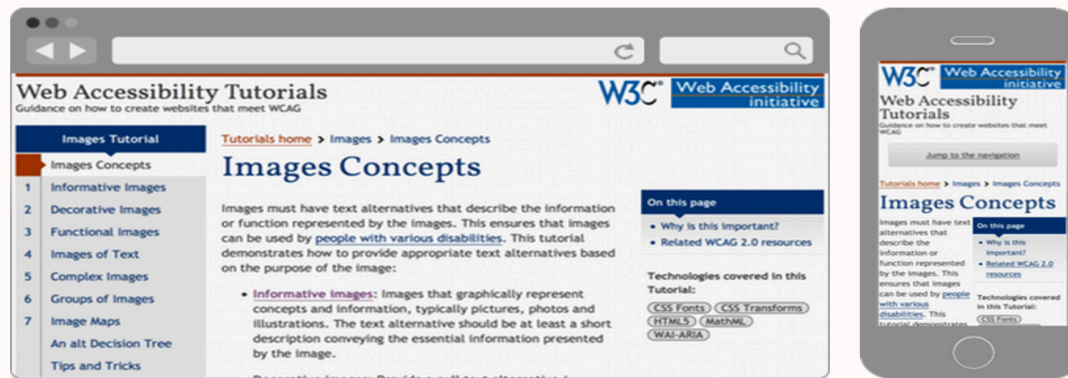 Web Accessibility Tutorials
Guidance on how to create websites that meet WCAG
W3C® Web Accessibility
initiative
Images Tutorial
Images Concepts
1 Informative Images
2 Decorative Images
3 Functional Images
4 Images of Text
5 Complex Images
6 Groups of Images
7 Image Maps
An alt Decision Tree
Tips and Tricks
Tutorials home > Images > Images Concepts
Images Concepts
Images must have text alternatives that describe the information
or function represented by the images. This ensures that images
can be used by people with various disabilities. This tutorial
demonstrates how to provide appropriate text alternatives based
on the purpose of the image:
• Informative images: Images that graphically represent
concepts and information, typically pictures, photos and
illustrations. The text alternative should be at least a short
description conveying the essential information presented
by the image.
On this page
• Why is this important?
• Related WCAG 2.0 resources
Technologies covered in this
Tutorial:
CSS Fonts CSS Transforms
HTML5 MathML
WAI-ARIA
W3C® Web Accessibility
initiative
Web Accessibility
Tutorials
Guidance on how to create websites that meet
WCAG
Jump to the navigation
Tutorials home > Images > Images Concepts
Images Concepts
Images must have text
alternatives that
describe the
information or
function represented
by the images. This
ensures that images
can be used by people
with various
disabilities. This
tutorial demonstrates
On this page
• Why is this
important?
• Related WCAG 2.0
resources
Technologies covered
in this Tutorial:
CSS Fonts